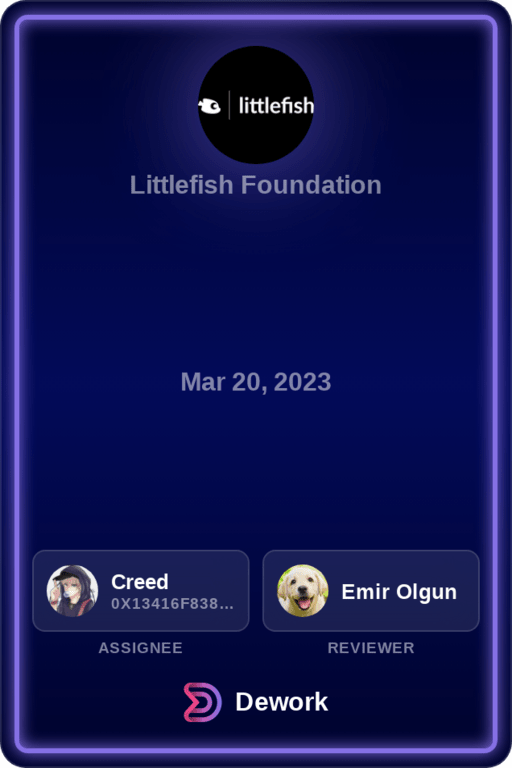 littlefish
Littlefish Foundation
Mar 20, 2023
Creed
0X13416F838...
Emir Olgun
ASSIGNEE
REVIEWER
Dework